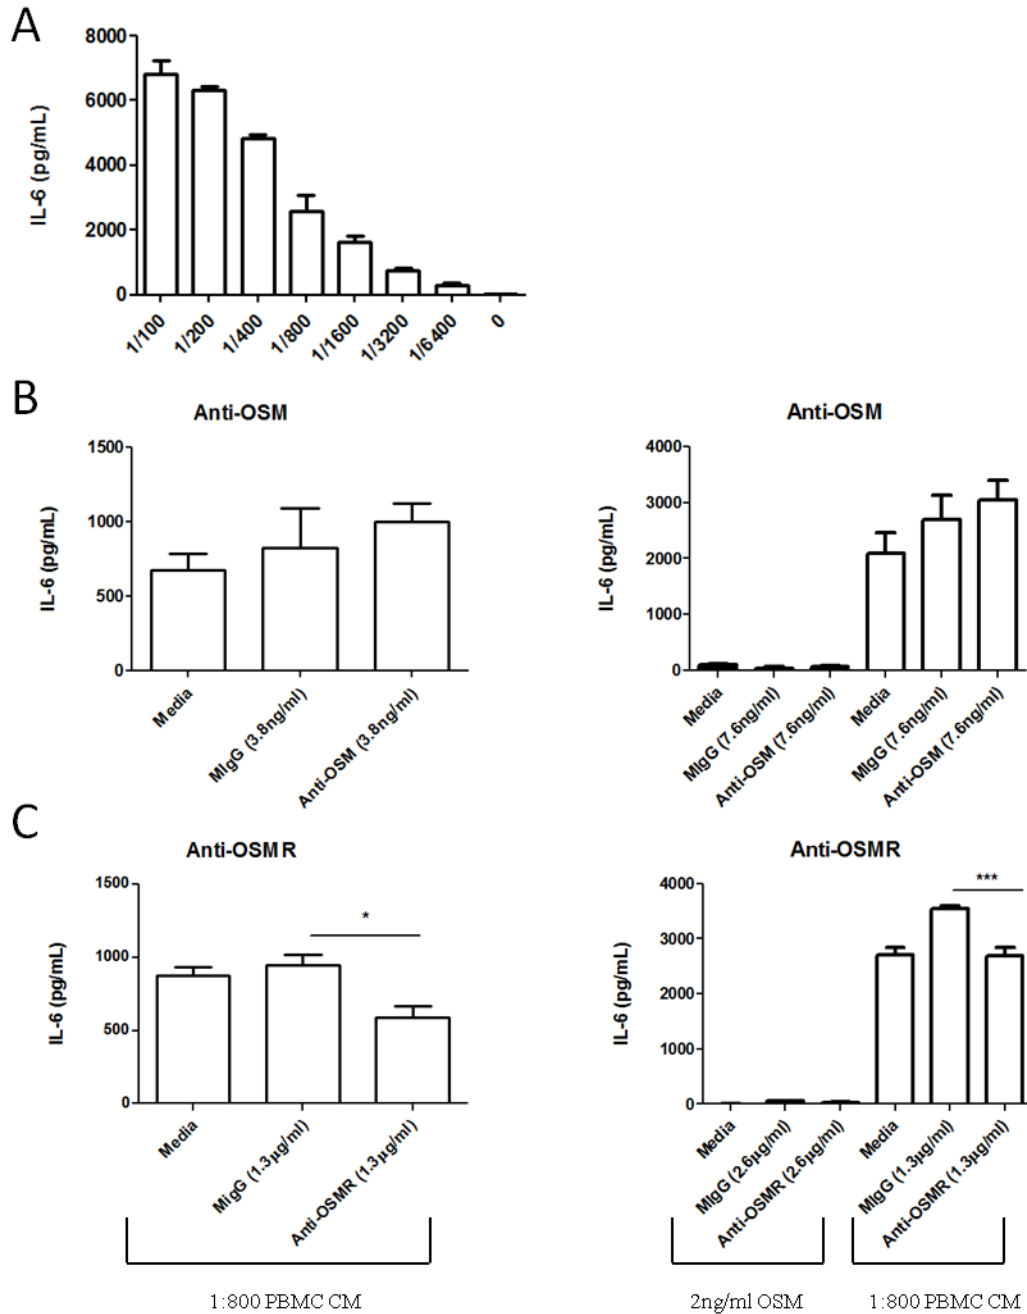 A
8000
6000
4000
2000
0
IL-6 (pg/mL)
1/100
1/200
1/400
1/800
1/1600
1/3200
1/6400
0
B
Anti-OSM
1500
1000
500
0
IL-6 (pg/mL)
Media
MIgG (3.8ng/ml)
Anti-OSM (3.8ng/ml)
Anti-OSM
4000
3000
2000
1000
0
IL-6 (pg/mL)
Media
MIgG (7.6ng/ml)
Anti-OSM (7.6ng/ml)
Media
MIgG (7.6ng/ml)
Anti-OSM (7.6ng/ml)
C
Anti-OSMR
1500
1000
500
0
IL-6 (pg/mL)
*
Media
MigG (1.3µg/ml)
Anti-OSMR (1.3µg/ml)
1:800 PBMC CM
Anti-OSMR
4000
3000
2000
1000
0
IL-6 (pg/mL)
***
Media
MIgG (2.6µg/ml)
Anti-OSMR (2.6µg/ml)
Media
MIgG (1.3µg/ml)
Anti-OSMR (1.3µg/ml)
2ng/ml OSM
1:800 PBMC CM